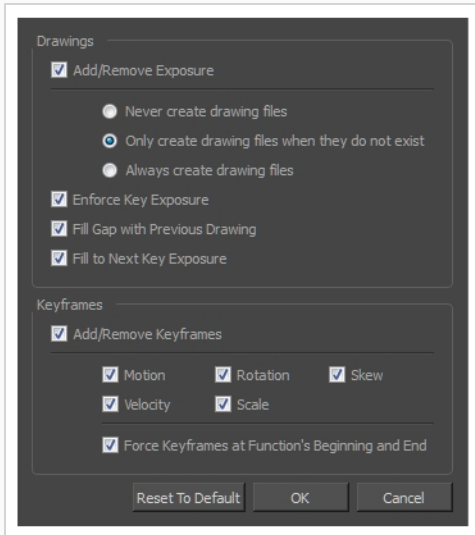 Drawings
Add/Remove Exposure
Never create drawing files
Only create drawing files when they do not exist
Always create drawing files
Enforce Key Exposure
Fill Gap with Previous Drawing
Fill to Next Key Exposure
Keyframes
Add/Remove Keyframes
Motion Rotation Skew
Velocity Scale
Force Keyframes at Function's Beginning and End
Reset To Default OK Cancel